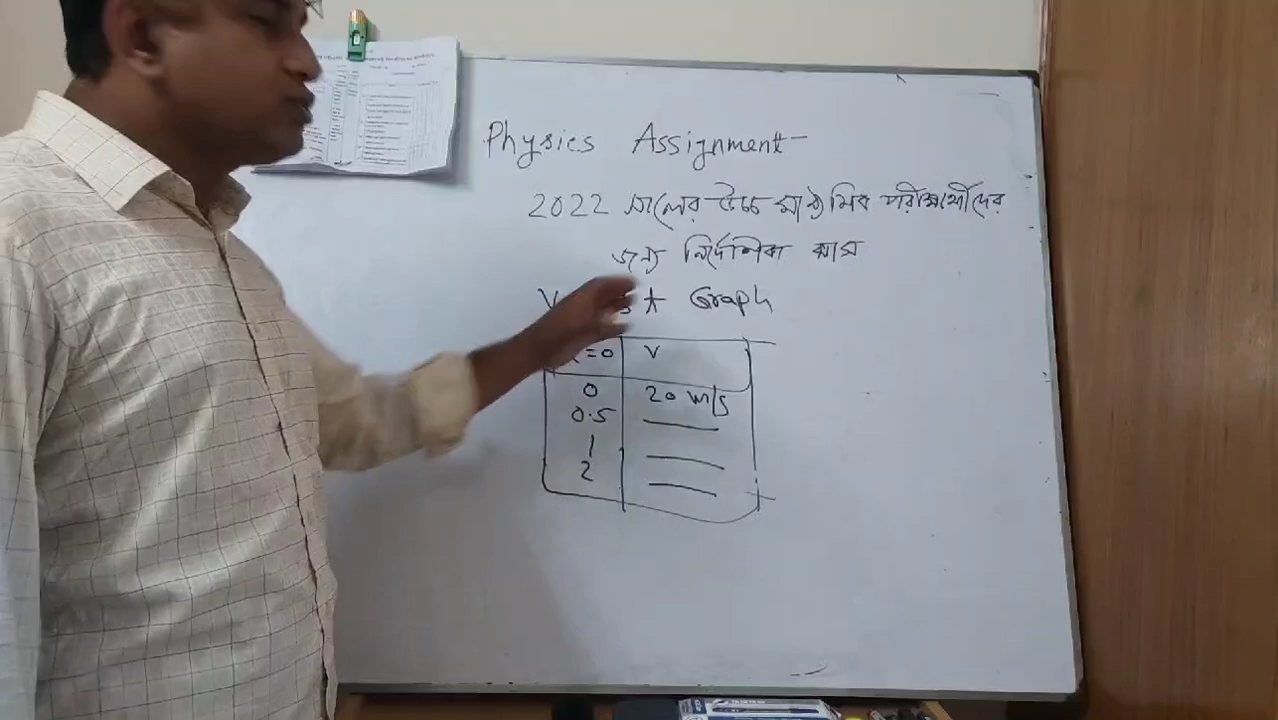 Physics Assignment-
2022 সালের উচ্চ মাধ্যমিক পরীক্ষার্থীদের
জন্য নির্দেশিকা ক্লাস
V t Graph
=0 V
0 20 m/s
0.5
1
2